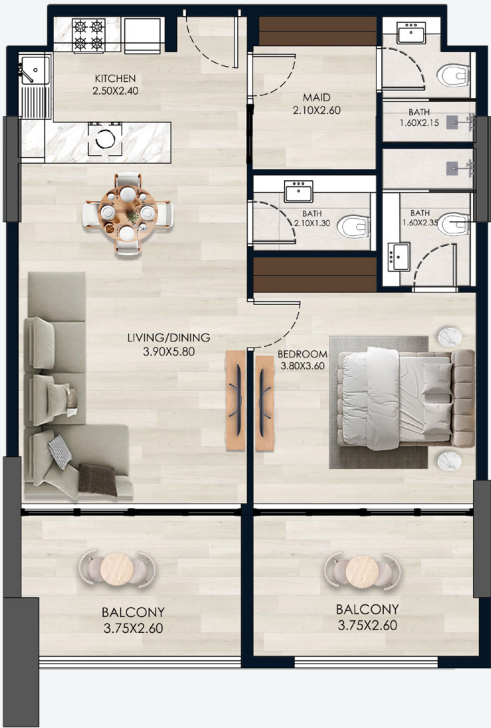 KITCHEN
2.50X2.40
MAID
2.10X2.60
BATH
1.60X2.15
BATH
2.10X1.30
BATH
1.60X2.35
LIVING/DINING
3.90X5.80
BEDROOM
3.80X3.60
BALCONY
3.75X2.60
BALCONY
3.75X2.60